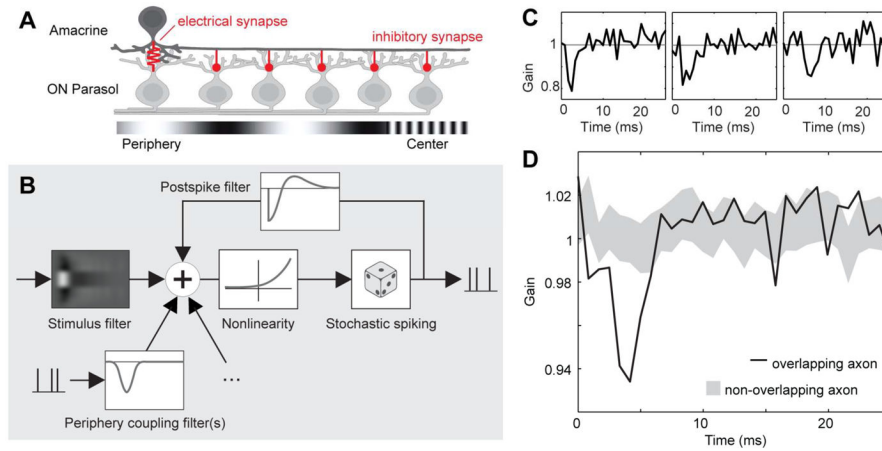 A
Amacrine
electrical synapse
inhibitory synapse
ON Parasol
Periphery
Center
B
Postspike filter
+
Stimulus filter
Nonlinearity
Stochastic spiking
...
Periphery coupling filter(s)
C
Gain
1
0.8
0 10 20
0 10 20
0 10 20
Time (ms)
Time (ms)
Time (ms)
D
Gain
1.02
1
0.98
0.94
overlapping axon
non-overlapping axon
0 10 20
Time (ms)